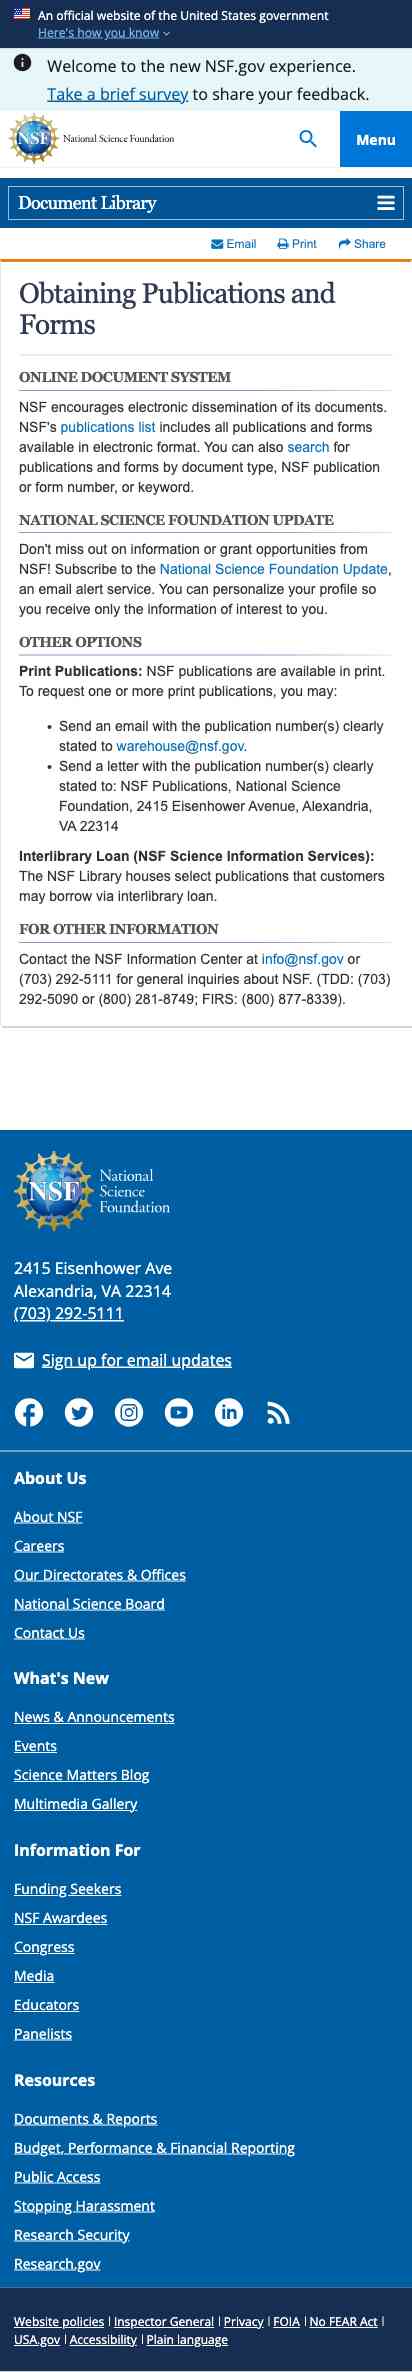 An official website of the United States government
Here's how you know
Welcome to the new NSF.gov experience.
Take a brief survey to share your feedback.
NSF National Science Foundation
Menu
Document Library
Email Print Share
Obtaining Publications and
Forms
ONLINE DOCUMENT SYSTEM
NSF encourages electronic dissemination of its documents.
NSF's publications list includes all publications and forms
available in electronic format. You can also search for
publications and forms by document type, NSF publication
or form number, or keyword.
NATIONAL SCIENCE FOUNDATION UPDATE
Don't miss out on information or grant opportunities from
NSF! Subscribe to the National Science Foundation Update,
an email alert service. You can personalize your profile so
you receive only the information of interest to you.
OTHER OPTIONS
Print Publications: NSF publications are available in print.
To request one or more print publications, you may:
• Send an email with the publication number(s) clearly
stated to warehouse@nsf.gov.
• Send a letter with the publication number(s) clearly
stated to: NSF Publications, National Science
Foundation, 2415 Eisenhower Avenue, Alexandria,
VA 22314
Interlibrary Loan (NSF Science Information Services):
The NSF Library houses select publications that customers
may borrow via interlibrary loan.
FOR OTHER INFORMATION
Contact the NSF Information Center at info@nsf.gov or
(703) 292-5111 for general inquiries about NSF. (TDD: (703)
292-5090 or (800) 281-8749; FIRS: (800) 877-8339).
NSF
National
Science
Foundation
2415 Eisenhower Ave
Alexandria, VA 22314
(703) 292-5111
Sign up for email updates
About Us
About NSF
Careers
Our Directorates & Offices
National Science Board
Contact Us
What's New
News & Announcements
Events
Science Matters Blog
Multimedia Gallery
Information For
Funding Seekers
NSF Awardees
Congress
Media
Educators
Panelists
Resources
Documents & Reports
Budget, Performance & Financial Reporting
Public Access
Stopping Harassment
Research Security
Research.gov
Website policies | Inspector General | Privacy | FOIA | No FEAR Act |
USA.gov | Accessibility | Plain language